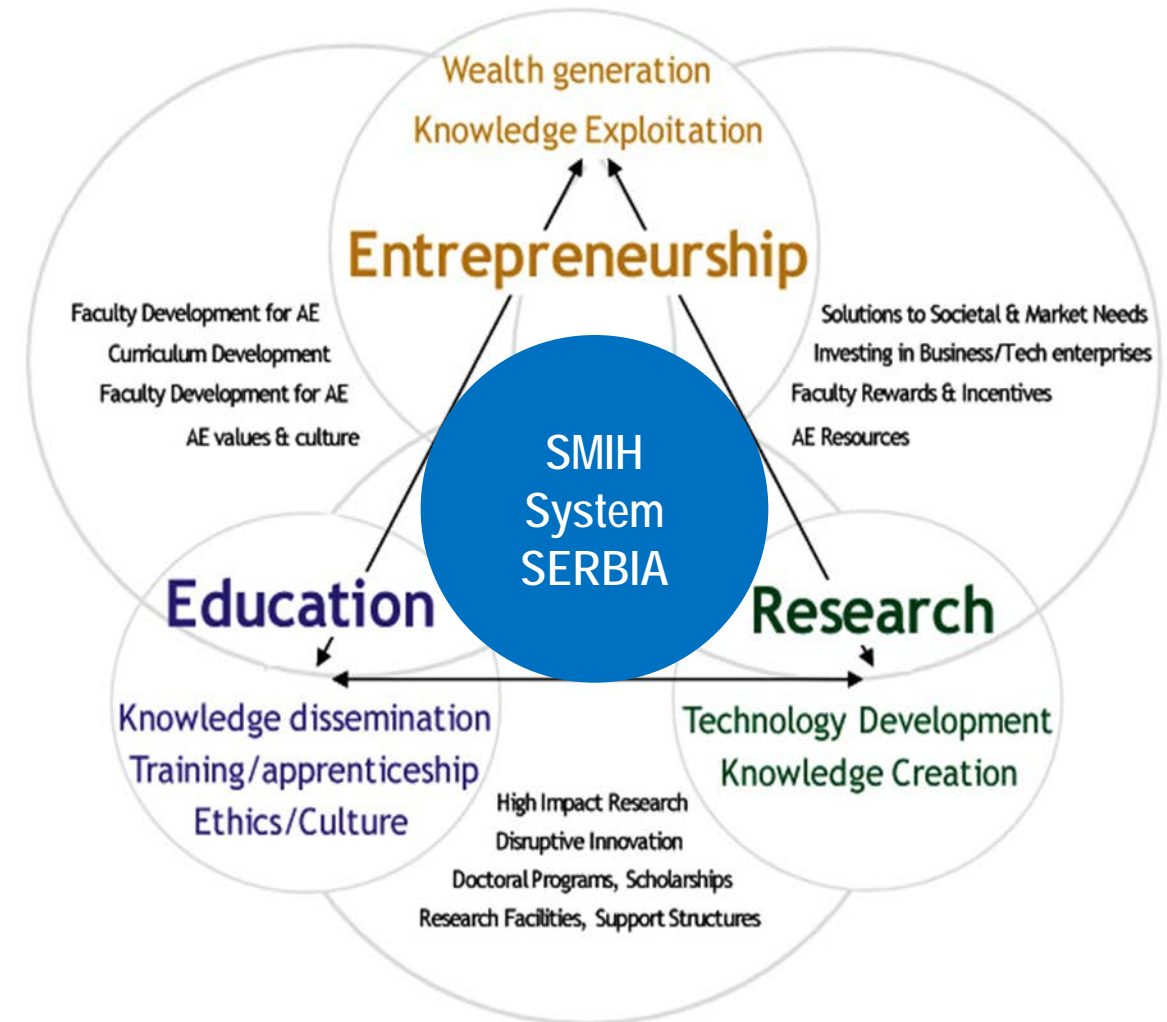 Wealth generation
Knowledge Exploitation
Entrepreneurship
Faculty Development for AE
Curriculum Development
Faculty Development for AE
AE values & culture
Solutions to Societal & Market Needs
Investing in Business/Tech enterprises
Faculty Rewards & Incentives
AE Resources
SMIH
System
SERBIA
Education
Knowledge dissemination
Training/apprenticeship
Ethics/Culture
Research
Technology Development
Knowledge Creation
High Impact Research
Disruptive Innovation
Doctoral Programs, Scholarships
Research Facilities, Support Structures